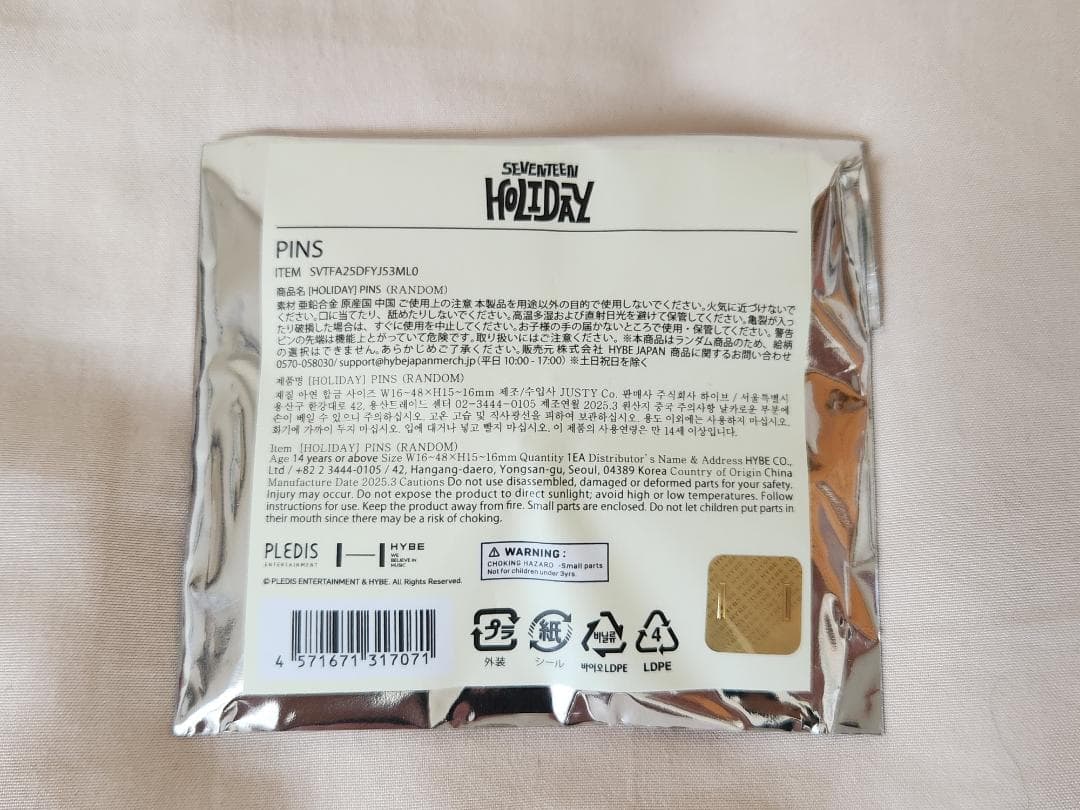 SEVENTEEN
HOLIDAY
PINS
ITEM SVTFA25DFYJ53ML0
商品名 [HOLIDAY] PINS (RANDOM)
素材 亜鉛合金 原産国 中国 ご使用上の注意 本製品を用途以外の目的で使用しないでください。火気に近づけないで
ください。口に当てたり、舐めたりしないでください。高温多湿および直射日光を避けて保管してください。亀裂が入っ
たり破損した場合は、すぐに使用を中止してください。お子様の手の届かないところで使用・保管してください。警告
ピンの先端は機能上とがっていて危険です。取り扱いにはご注意ください。※本商品はランダム商品のため、絵柄
の選択はできません。あらかじめご了承ください。販売元 株式会社 HYBE JAPAN 商品に関するお問い合わせ
0570-058030/ support@hybejapanmerch.jp (平日 10:00 - 17:00) ※土日祝日を除く
제품명 [HOLIDAY] PINS (RANDOM)
재질 아연 합금 사이즈 W16~48×H15~16mm 제조/수입사 JUSTY Co. 판매사 주식회사 하이브 / 서울특별시
용산구 한강대로 42, 용산트레이드 센터 02-3444-0105 제조연월 2025.3 원산지 중국 주의사항 날카로운 부분에
손이 베일 수 있으니 주의하십시오. 고온 고습 및 직사광선을 피하여 보관하십시오. 용도 이외에는 사용하지 마십시오.
화기에 가까이 두지 마십시오. 입에 대거나 넣고 빨지 마십시오. 이 제품의 사용연령은 만 14세 이상입니다.
Item [HOLIDAY] PINS (RANDOM)
Age 14 years or above Size W16~48×H15~16mm Quantity 1EA Distributor's Name & Address HYBE CO.,
Ltd / +82 2 3444-0105 / 42, Hangang-daero, Yongsan-gu, Seoul, 04389 Korea Country of Origin China
Manufacture Date 2025.3 Cautions Do not use disassembled, damaged or deformed parts for your safety.
Injury may occur. Do not expose the product to direct sunlight; avoid high or low temperatures. Follow
instructions for use. Keep the product away from fire. Small parts are enclosed. Do not let children put parts in
their mouth since there may be a risk of choking.
PLEDIS
ENTERTAINMENT
HYBE
WE
BELIEVE IN
MUSIC
⚠ WARNING :
CHOKING HAZARD -Small parts
Not for children under 3yrs.
© PLEDIS ENTERTAINMENT & HYBE. All Rights Reserved.
4 571671 317071
プラ
外装
紙
シール
비닐류
바이오LDPE
4
LDPE